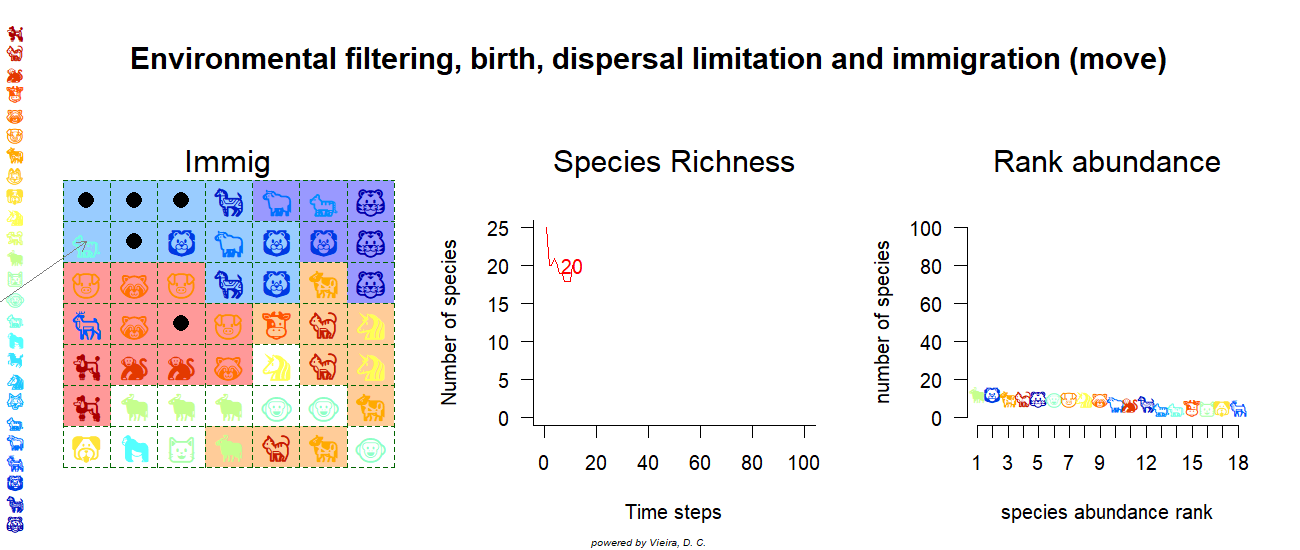 Environmental filtering, birth, dispersal limitation and immigration (move)
Immig
Species Richness
Rank abundance
Number of species
25
20
15
10
5
0
20
0 20 40 60 80 100
Time steps
number of species
100
80
60
40
20
0
1 3 5 7 9 12 15 18
species abundance rank
powered by Vieira, D. C.